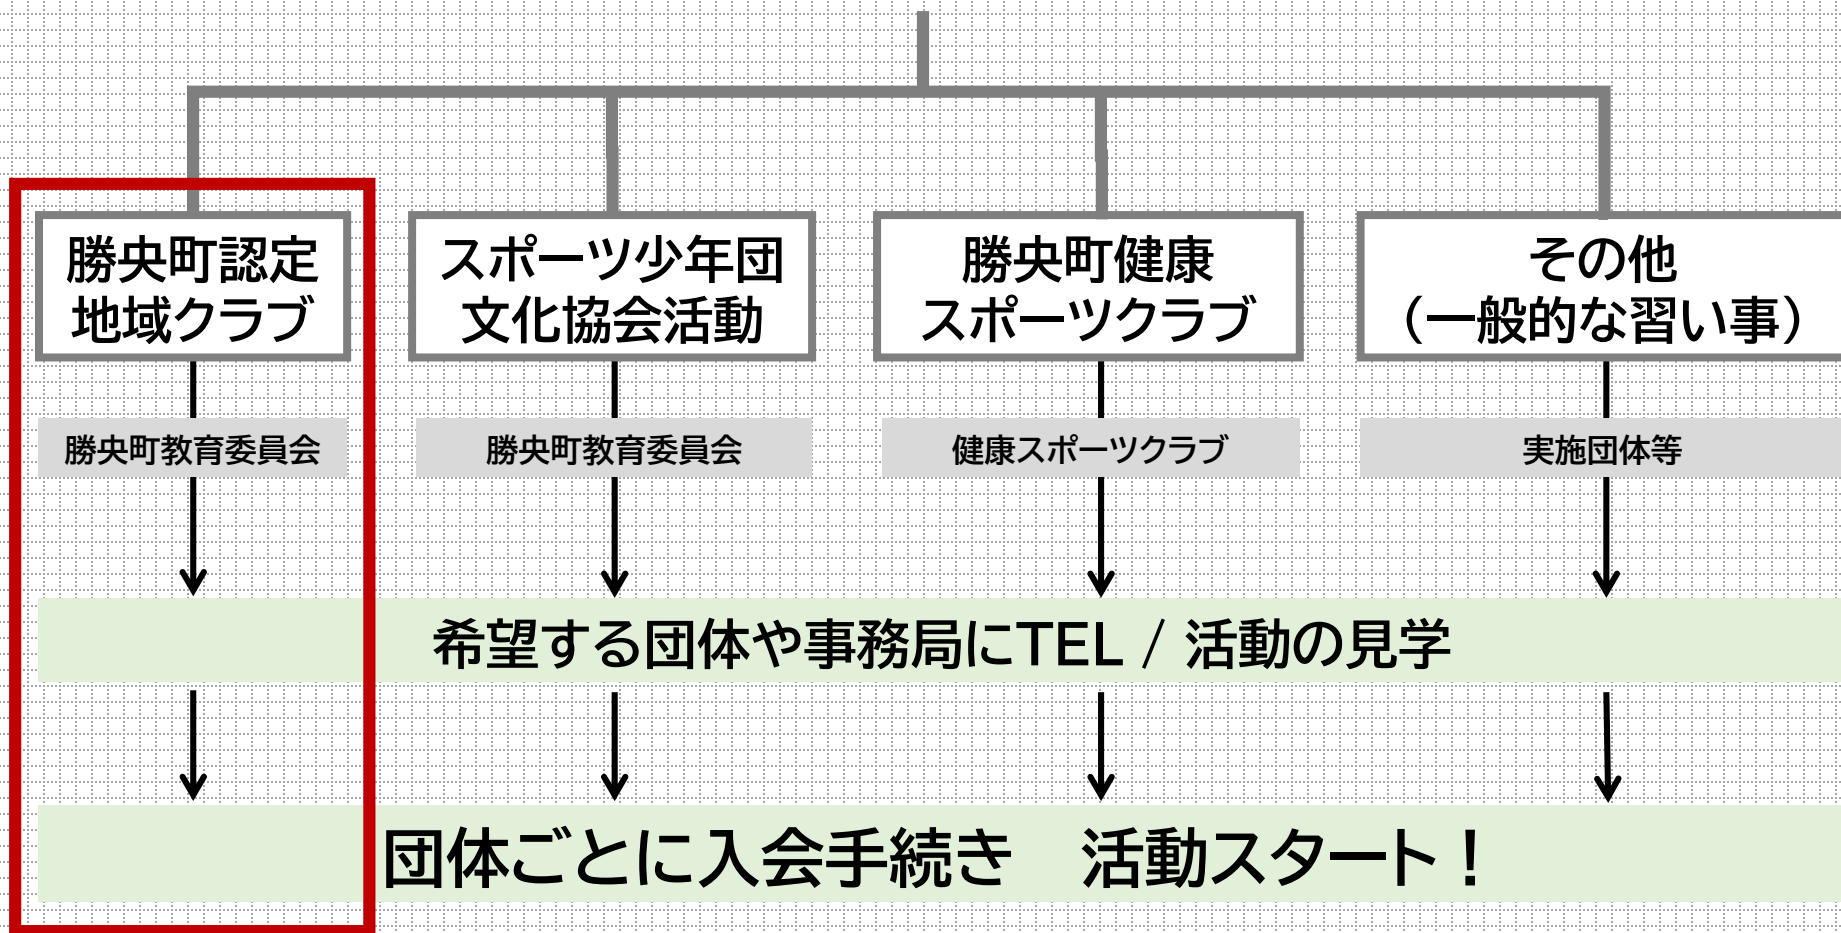 勝央町認定
地域クラブ
スポーツ少年団
文化協会活動
勝央町健康
スポーツクラブ
その他
（一般的な習い事）
勝央町教育委員会
勝央町教育委員会
健康スポーツクラブ
実施団体等
希望する団体や事務局にTEL / 活動の見学
団体ごとに入会手続き　活動スタート！